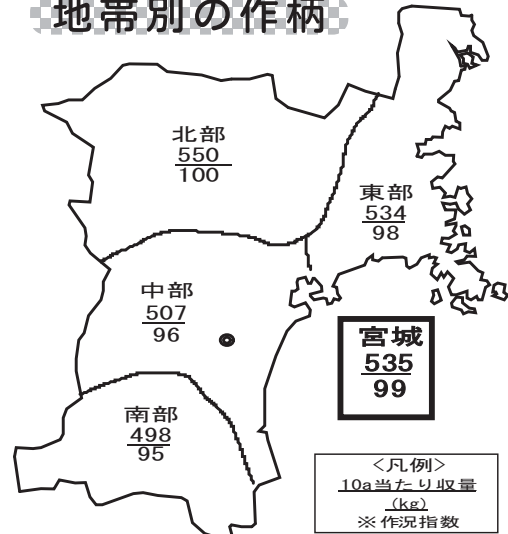 地帯別の作柄
北部
550
100
東部
534
98
中部
507
96
宮城
535
99
南部
498
95
<凡例>
10a当たり収量
(kg)
※作況指数